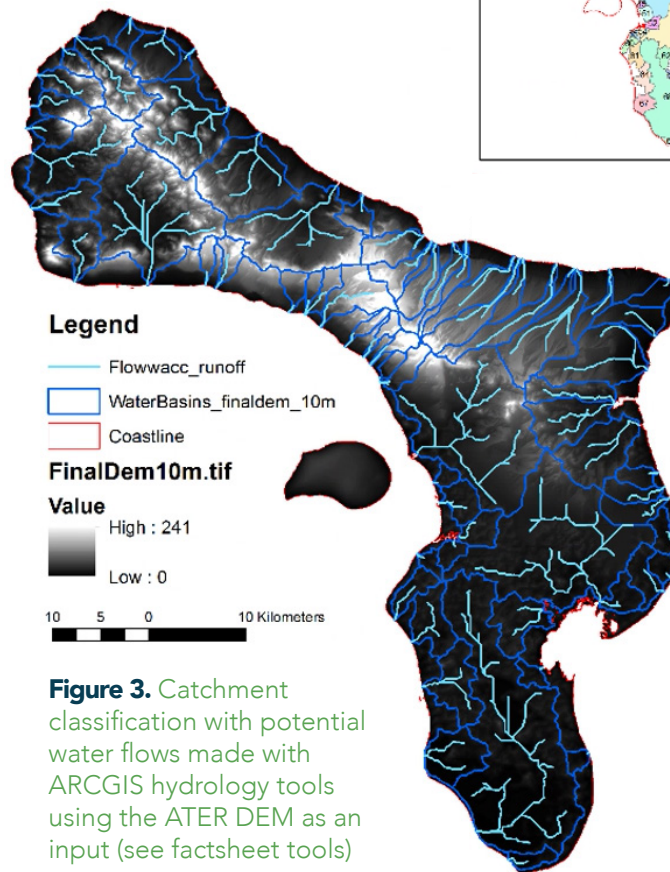 Legend
Flowwacc_runoff
WaterBasins_finaldem_10m
Coastline
FinalDem10m.tif
Value
High : 241
Low : 0
10 5 0 10 Kilometers
Figure 3. Catchment
classification with potential
water flows made with
ARCGIS hydrology tools
using the ATER DEM as an
input (see factsheet tools)